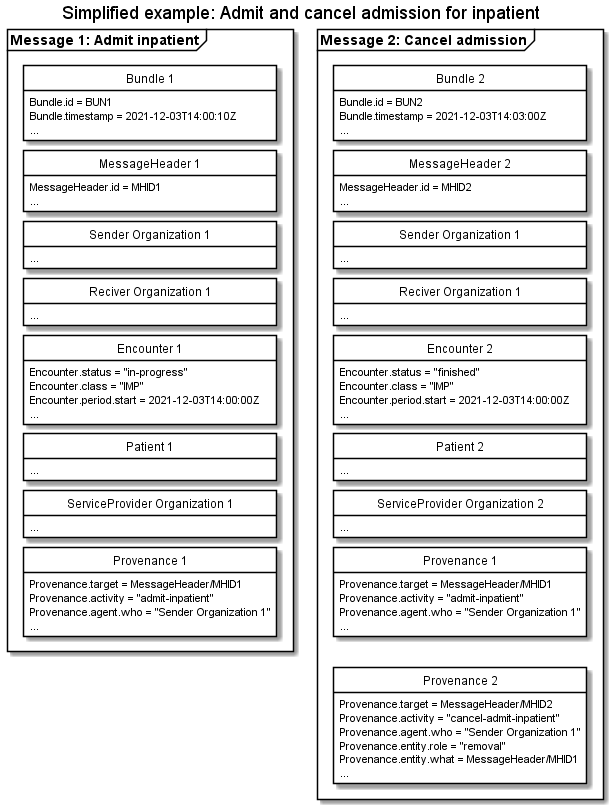 Simplified example: Admit and cancel admission for inpatient
Message 1: Admit inpatient
Bundle 1
Bundle.id = BUN1
Bundle.timestamp = 2021-12-03T14:00:10Z
...
MessageHeader 1
MessageHeader.id = MHID1
...
Sender Organization 1
...
Reciver Organization 1
...
Encounter 1
Encounter.status = "in-progress"
Encounter.class = "IMP"
Encounter.period.start = 2021-12-03T14:00:00Z
...
Patient 1
...
ServiceProvider Organization 1
...
Provenance 1
Provenance.target = MessageHeader/MHID1
Provenance.activity = "admit-inpatient"
Provenance.agent.who = "Sender Organization 1"
...
Message 2: Cancel admission
Bundle 2
Bundle.id = BUN2
Bundle.timestamp = 2021-12-03T14:03:00Z
...
MessageHeader 2
MessageHeader.id = MHID2
...
Sender Organization 1
...
Reciver Organization 1
...
Encounter 2
Encounter.status = "finished"
Encounter.class = "IMP"
Encounter.period.start = 2021-12-03T14:00:00Z
...
Patient 2
...
ServiceProvider Organization 2
...
Provenance 1
Provenance.target = MessageHeader/MHID1
Provenance.activity = "admit-inpatient"
Provenance.agent.who = "Sender Organization 1"
...
Provenance 2
Provenance.target = MessageHeader/MHID2
Provenance.activity = "cancel-admit-inpatient"
Provenance.agent.who = "Sender Organization 1"
Provenance.entity.role = "removal"
Provenance.entity.what = MessageHeader/MHID1
...